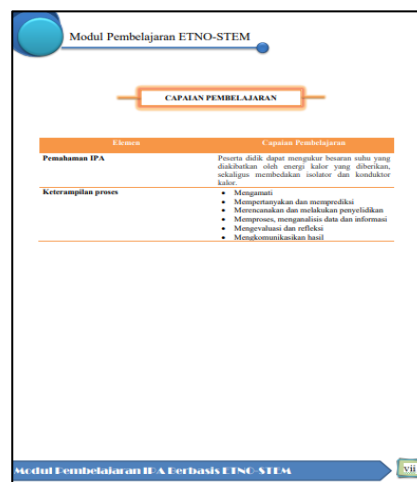 Modul Pembelajaran ETNO-STEM
CAPAIAN PEMBELAJARAN
Elemen Capaian Pembelajaran
Pemahaman IPA Peserta didik dapat mengukur besaran suhu yang
diakibatkan oleh energi kalor yang diberikan,
sekaligus membedakan isolator dan konduktor
kalor.
Keterampilan proses • Mengamati
• Mempertanyakan dan memprediksi
• Merencanakan dan melakukan penyelidikan
• Memproses, menganalisis data dan informasi
• Mengevaluasi dan refleksi
• Mengkomunikasikan hasil
Modul Pembelajaran IPA Berbasis ETNO-STEM
vii